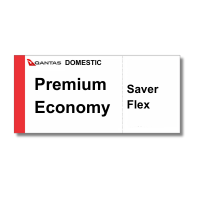 QANTAS DOMESTIC
Premium
Economy
Saver
Flex